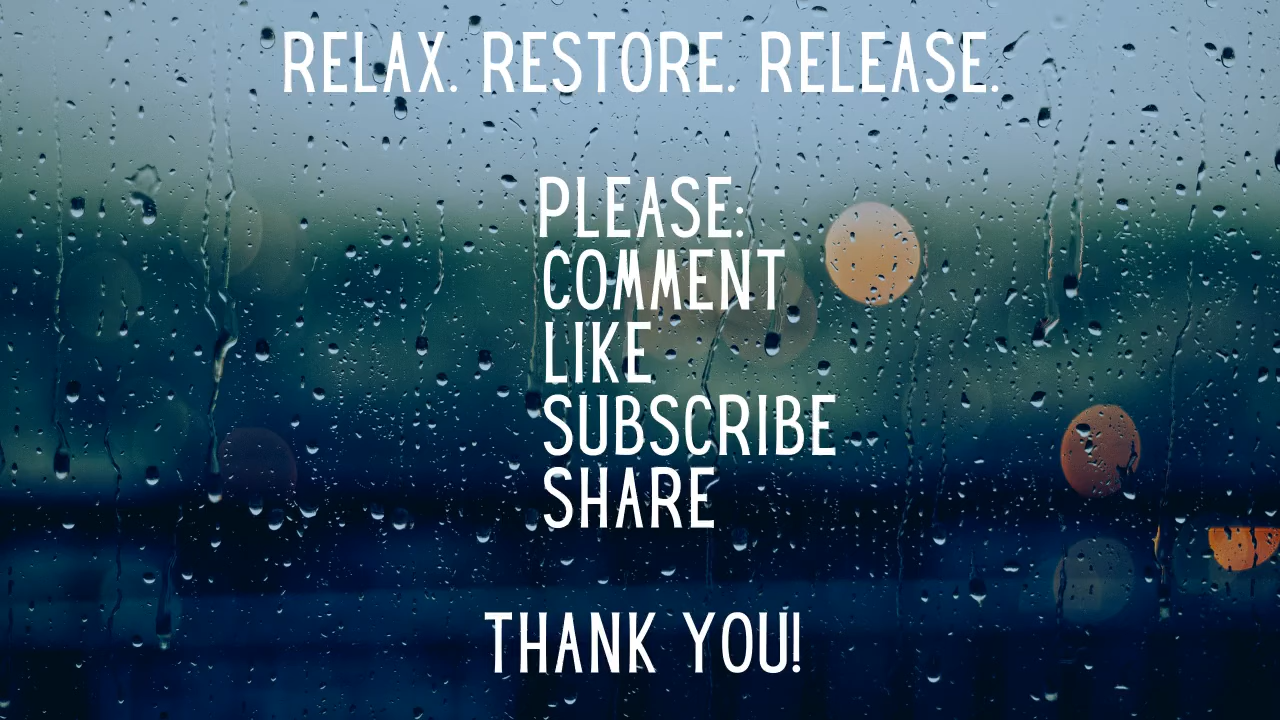 RELAX. RESTORE. RELEASE.
PLEASE:
COMMENT
LIKE
SUBSCRIBE
SHARE
THANK YOU!